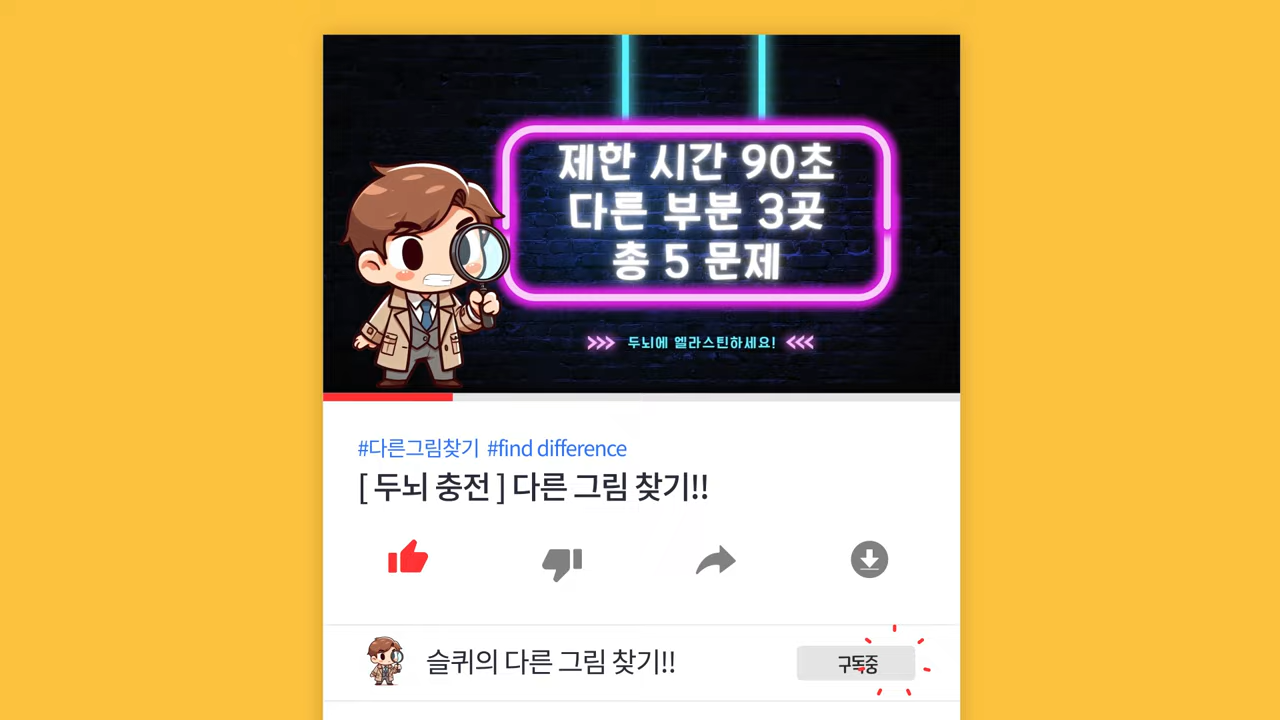 제한 시간 90초
다른 부분 3곳
총 5 문제
두뇌에 엘라스틴하세요!
#다른그림찾기 #find difference
[ 두뇌 충전 ] 다른 그림 찾기!!
슬퀴의 다른 그림 찾기!!
구독중